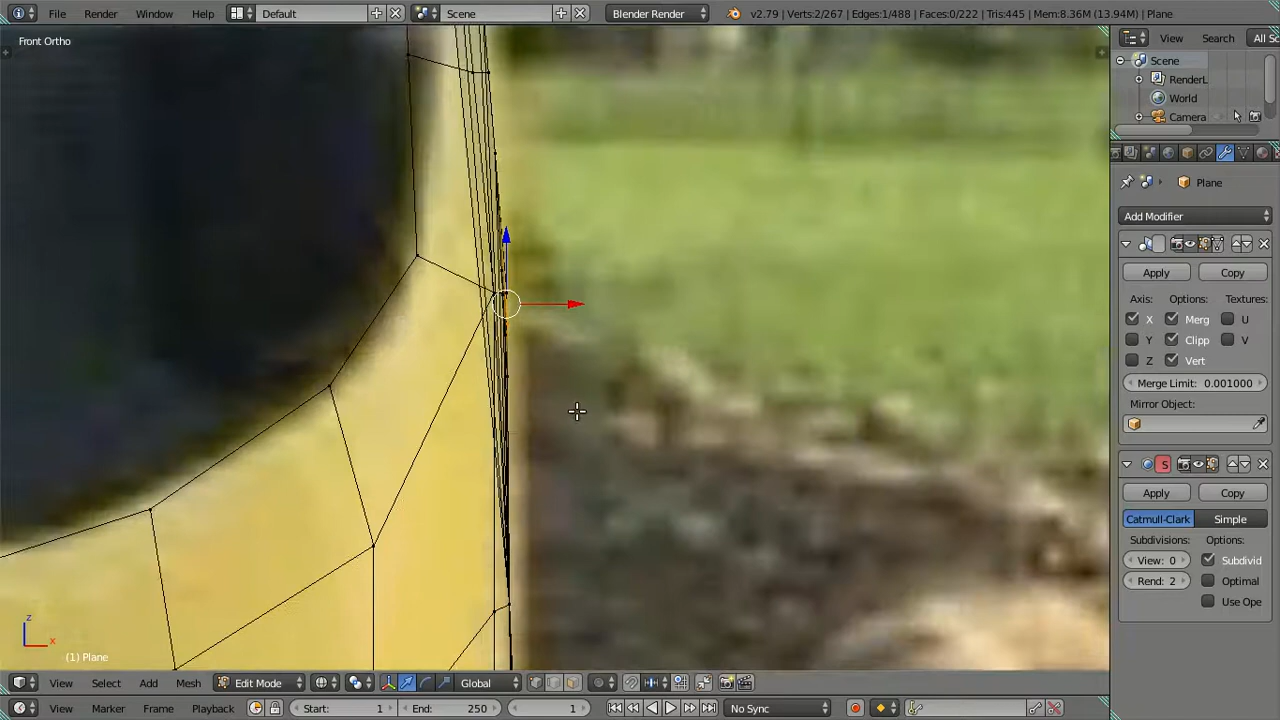 File Render Window Help Default Scene Blender Render v2.79 | Verts:2/267 | Edges:1/488 | Faces:0/222 | Tris:445 | Mem:8.36M (13.94M) | Plane
Front Ortho
View Search All Sc
Scene
RenderL
World
Camera
Plane
Add Modifier
Apply Copy
Axis: Options: Textures:
X Merg U
Y Clipp V
Z Vert
Merge Limit: 0.001000
Mirror Object:
S
Apply Copy
Catmull-Clark Simple
Subdivisions: Options:
View: 0 Subdivid
Rend: 2 Optimal
Use Ope
z
x
(1) Plane
View Select Add Mesh Edit Mode Global
View Marker Frame Playback Start: 1 End: 250 1 No Sync